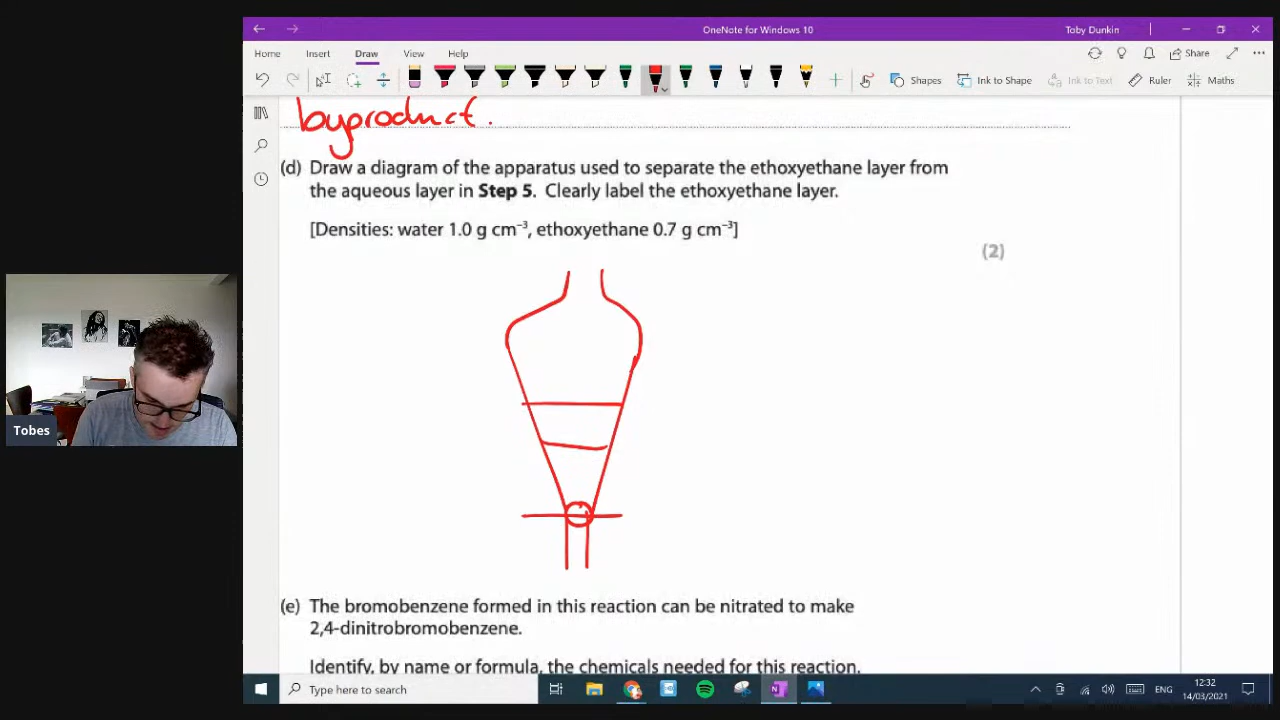 OneNote for Windows 10
Toby Dunkin
Home Insert Draw View Help
Share
Shapes Ink to Shape Ink to Text Ruler Maths
byproduct.
(d) Draw a diagram of the apparatus used to separate the ethoxyethane layer from
the aqueous layer in Step 5. Clearly label the ethoxyethane layer.
[Densities: water 1.0 g cm⁻³, ethoxyethane 0.7 g cm⁻³]
(2)
Tobes
(e) The bromobenzene formed in this reaction can be nitrated to make
2,4-dinitrobromobenzene.
Identify, by name or formula, the chemicals needed for this reaction.
Type here to search
ENG
12:32
14/03/2021